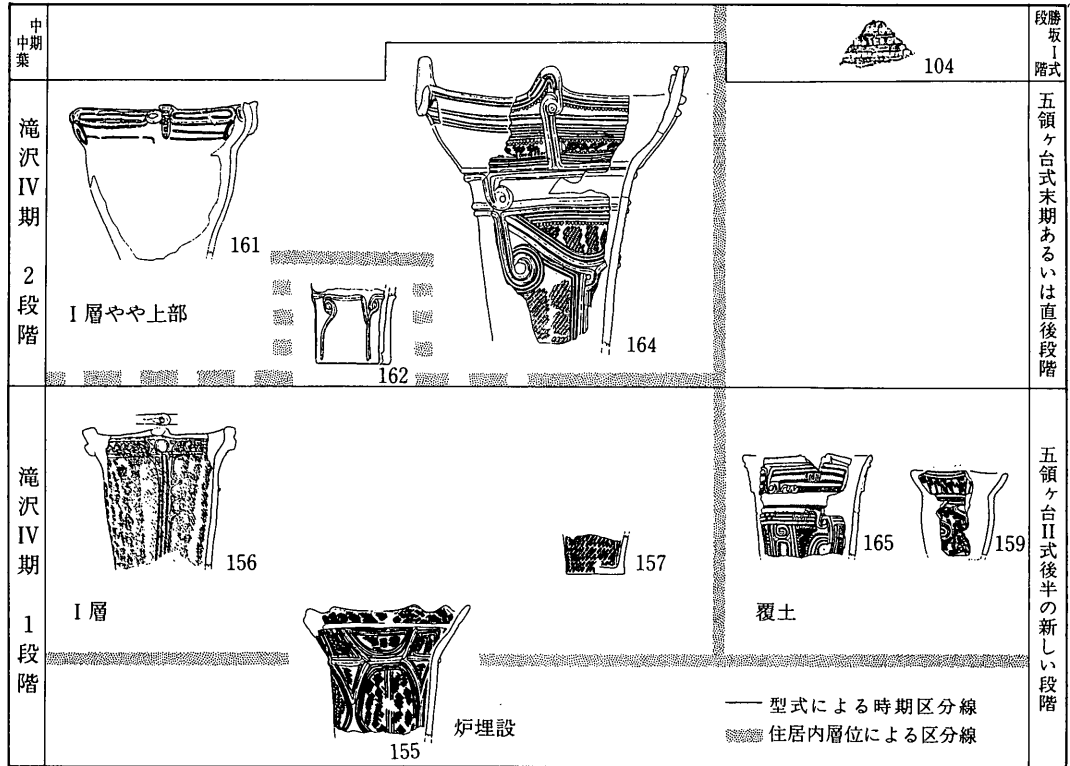 中期中葉
勝坂Ⅰ式段階
104
滝沢Ⅳ期 2段階
161
Ⅰ層やや上部
162
164
五領ヶ台式末期あるいは直後段階
滝沢Ⅳ期 1段階
156
Ⅰ層
157
165
159
覆土
155
炉埋設
五領ヶ台Ⅱ式後半の新しい段階
型式による時期区分線
住居内層位による区分線